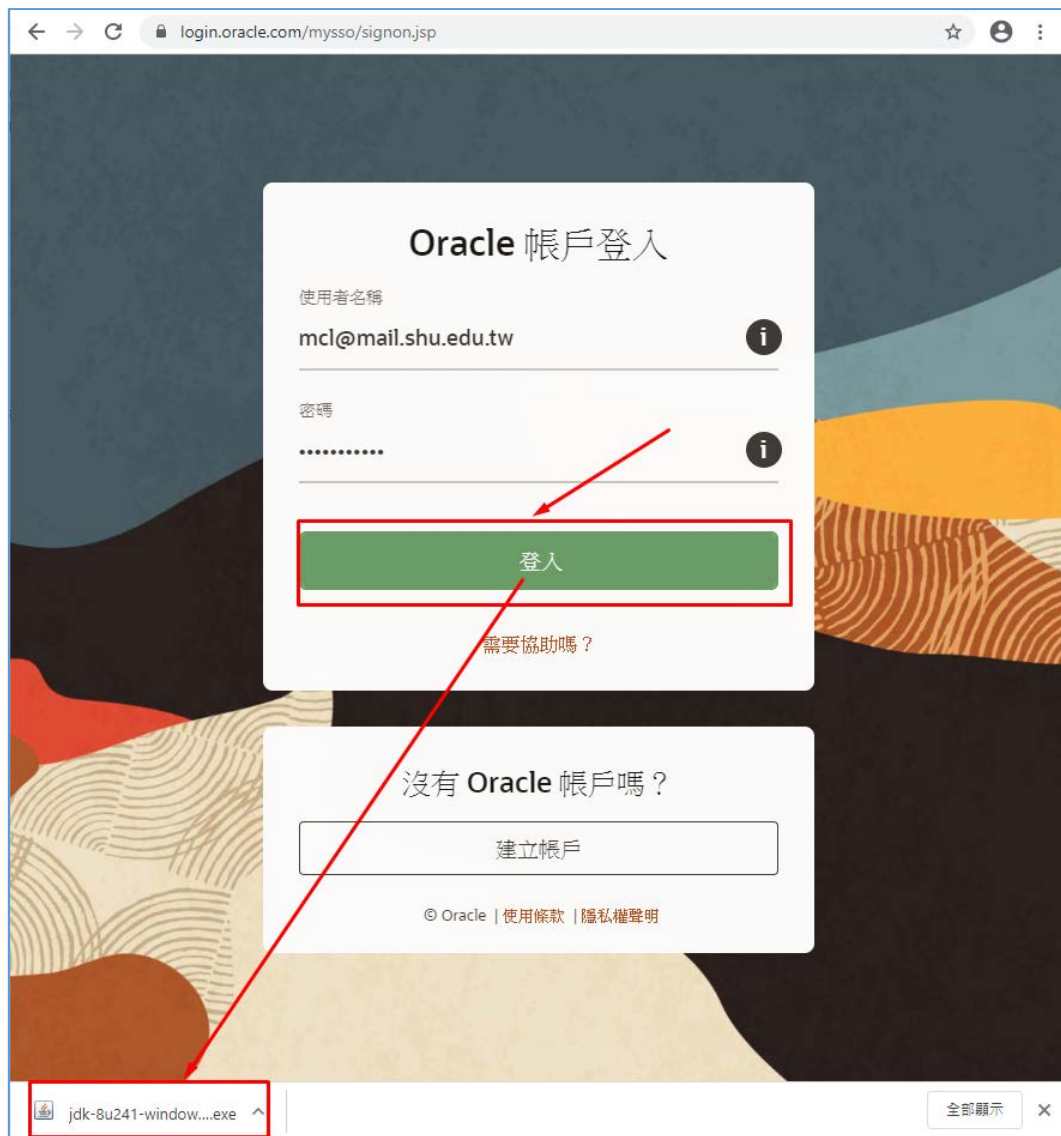 login.oracle.com/mysso/signon.jsp
Oracle 帳戶登入
使用者名稱
mcl@mail.shu.edu.tw
密碼
•••••••••••
登入
需要協助嗎？
沒有 Oracle 帳戶嗎？
建立帳戶
© Oracle | 使用條款 | 隱私權聲明
jdk-8u241-window....exe
全部顯示